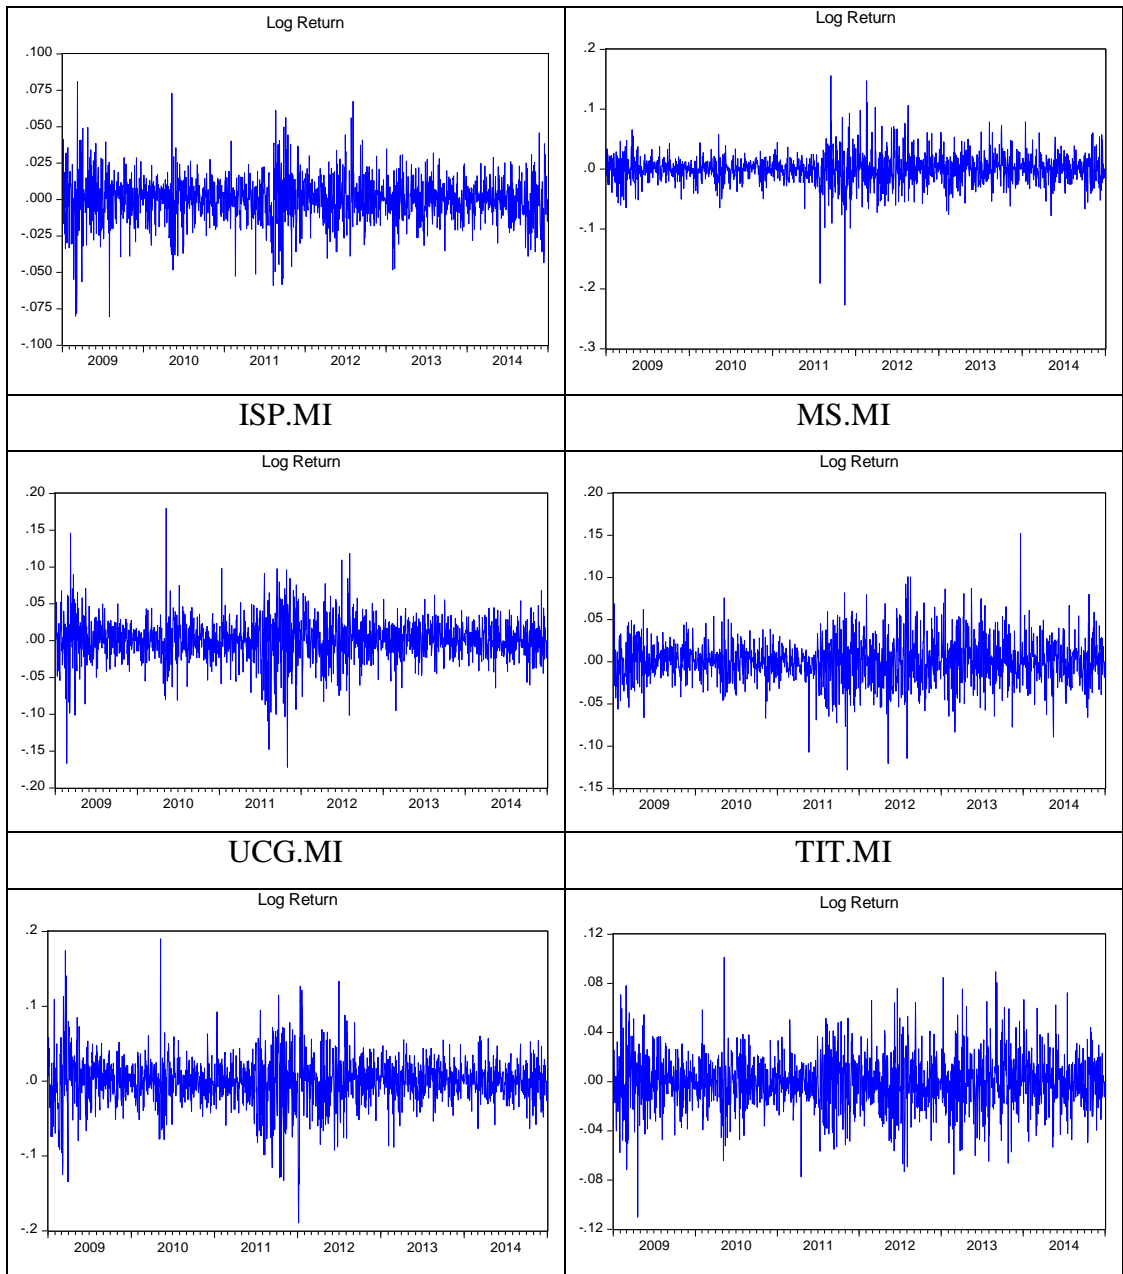 Log Return
.100
.075
.050
.025
.000
-.025
-.050
-.075
-.100
2009 2010 2011 2012 2013 2014
Log Return
.2
.1
.0
-.1
-.2
-.3
2009 2010 2011 2012 2013 2014
ISP.MI
MS.MI
Log Return
.20
.15
.10
.05
.00
-.05
-.10
-.15
-.20
2009 2010 2011 2012 2013 2014
Log Return
.20
.15
.10
.05
.00
-.05
-.10
-.15
2009 2010 2011 2012 2013 2014
UCG.MI
TIT.MI
Log Return
.2
.1
.0
-.1
-.2
2009 2010 2011 2012 2013 2014
Log Return
.12
.08
.04
.00
-.04
-.08
-.12
2009 2010 2011 2012 2013 2014